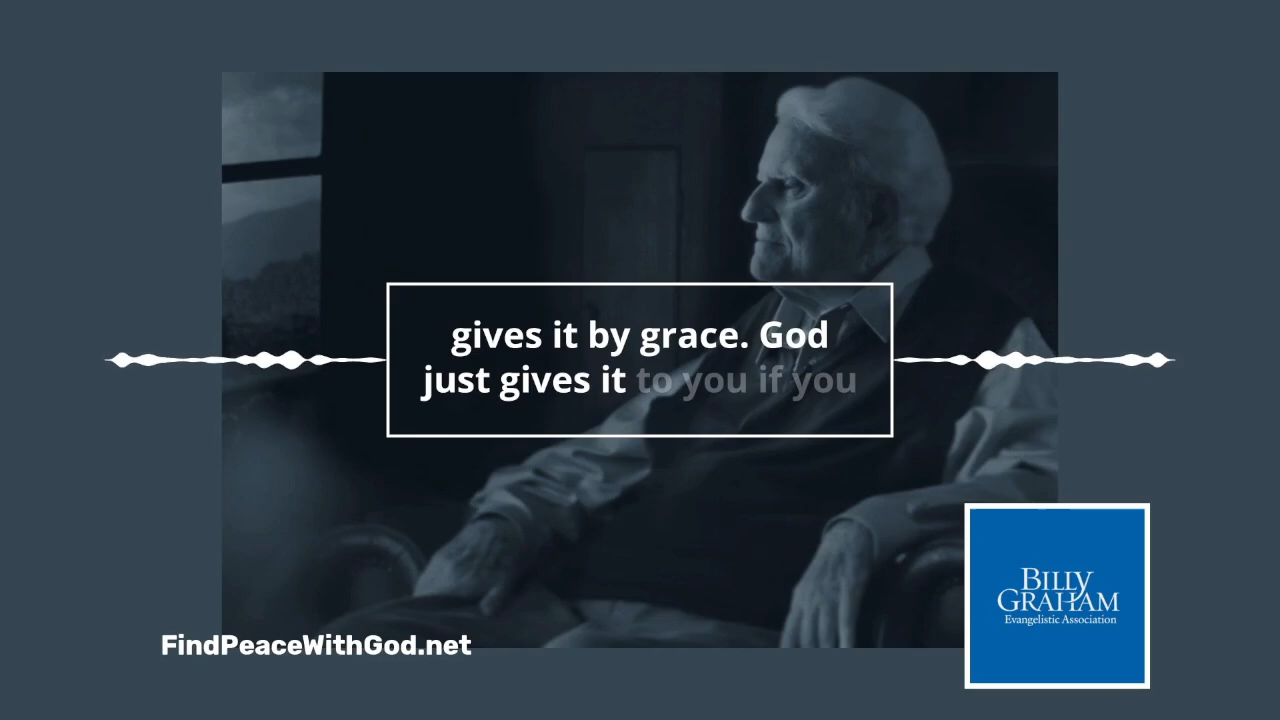 gives it by grace. God
just gives it to you if you
FindPeaceWithGod.net
BILLY
GRAHAM
Evangelistic Association